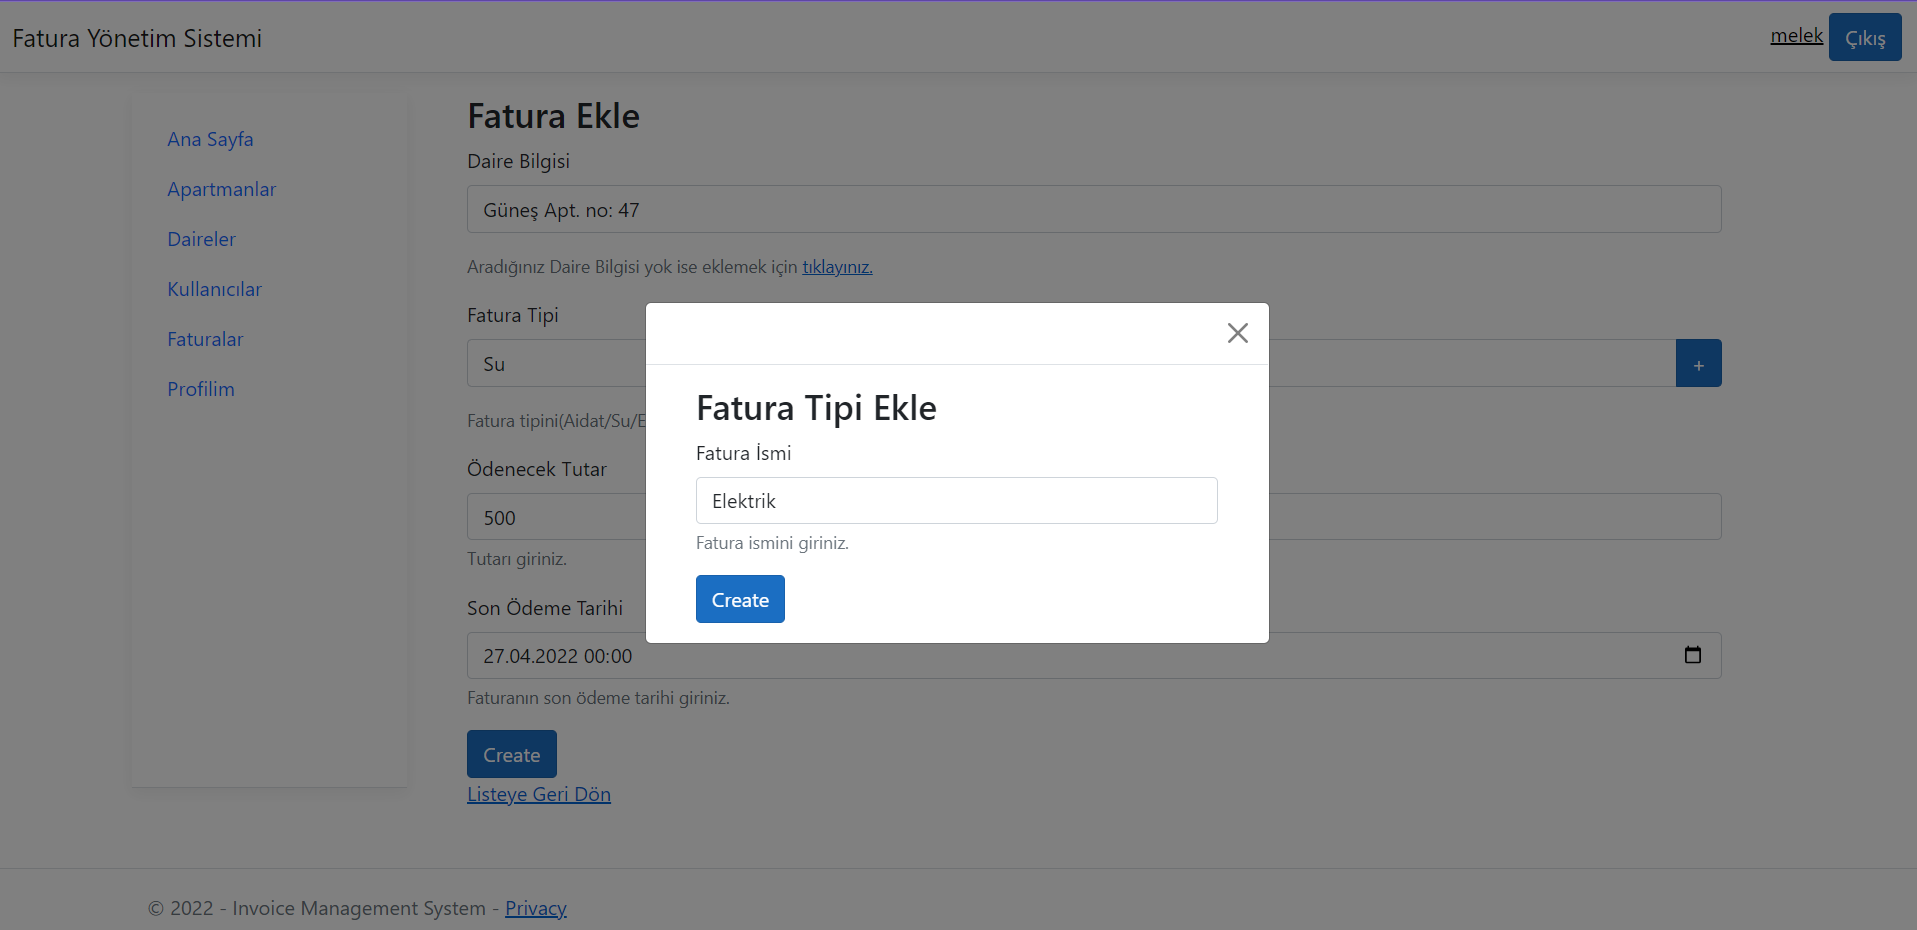 Fatura Yönetim Sistemi
melek
Çıkış
Ana Sayfa
Apartmanlar
Daireler
Kullanıcılar
Faturalar
Profilim
Fatura Ekle
Daire Bilgisi
Güneş Apt. no: 47
Aradığınız Daire Bilgisi yok ise eklemek için tıklayınız.
Fatura Tipi
Su
+
Fatura tipini(Aidat/Su/E
Ödenecek Tutar
500
Tutarı giriniz.
Son Ödeme Tarihi
27.04.2022 00:00
Faturanın son ödeme tarihi giriniz.
Create
Listeye Geri Dön
Fatura Tipi Ekle
Fatura İsmi
Elektrik
Fatura ismini giriniz.
Create
© 2022 - Invoice Management System - Privacy